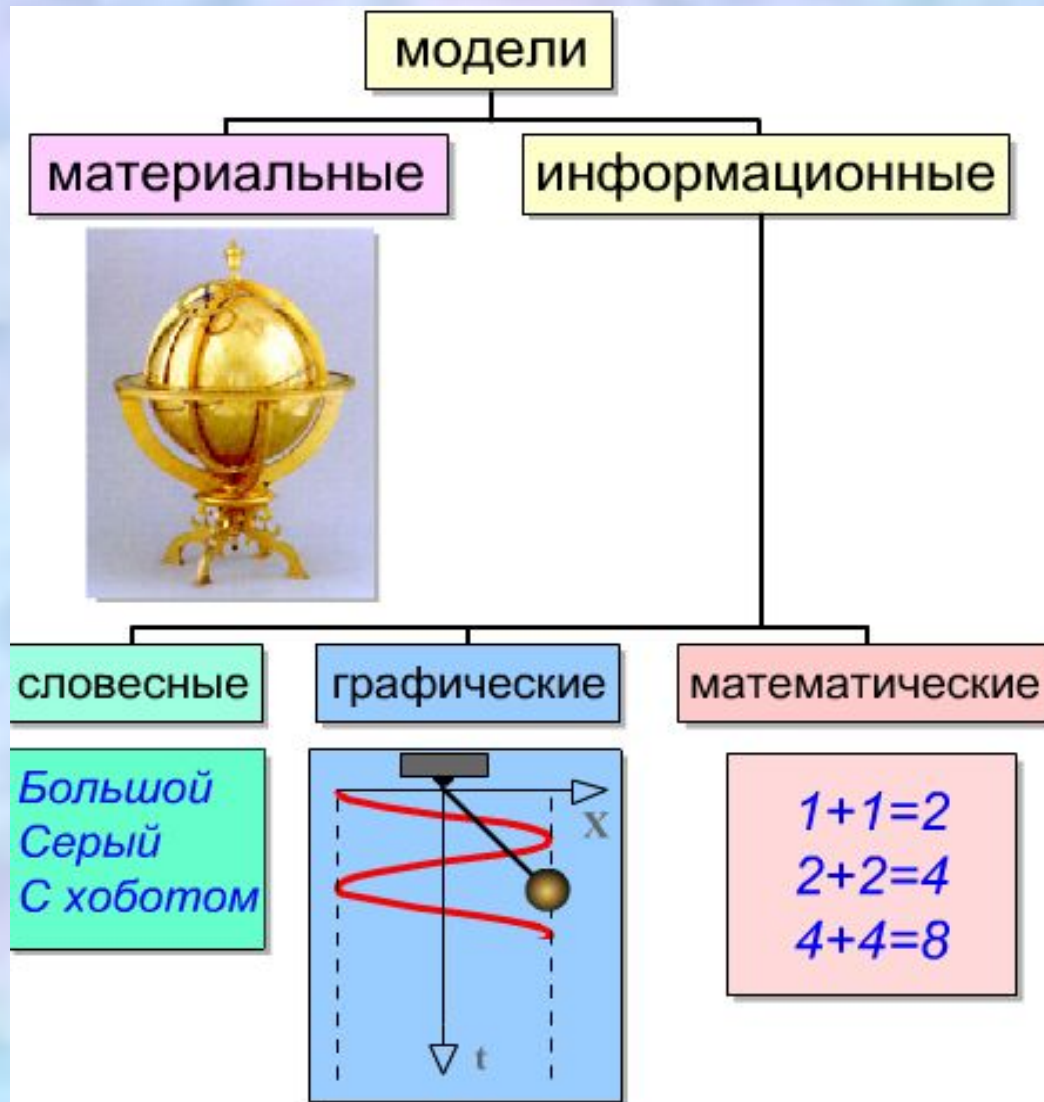 модели
материальные
информационные
словесные
графические
математические
Большой
Серый
С хоботом
X
t
1+1=2
2+2=4
4+4=8